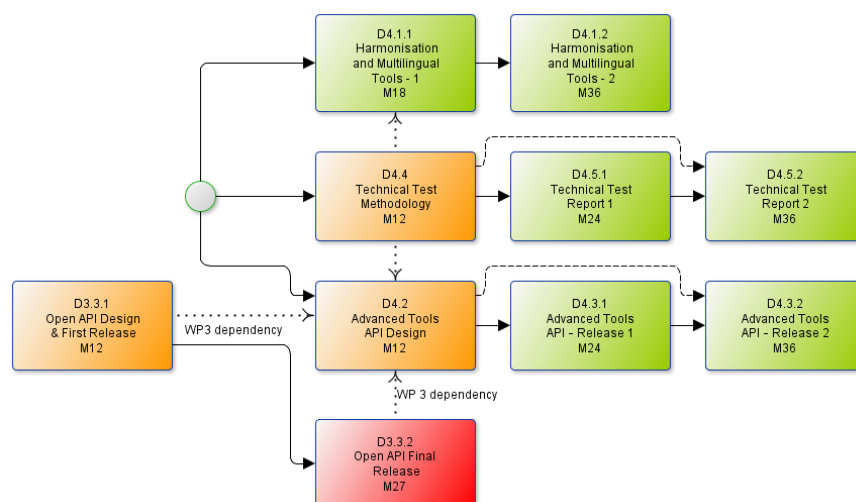 D4.1.1
Harmonisation
and Multilingual
Tools - 1
M18
D4.1.2
Harmonisation
and Multilingual
Tools - 2
M36
D4.4
Technical Test
Methodology
M12
D4.5.1
Technical Test
Report 1
M24
D4.5.2
Technical Test
Report 2
M36
D3.3.1
Open API Design
& First Release
M12
WP3 dependency
D4.2
Advanced Tools
API Design
M12
D4.3.1
Advanced Tools
API - Release 1
M24
D4.3.2
Advanced Tools
API - Release 2
M36
WP 3 dependency
D3.3.2
Open API Final
Release
M27